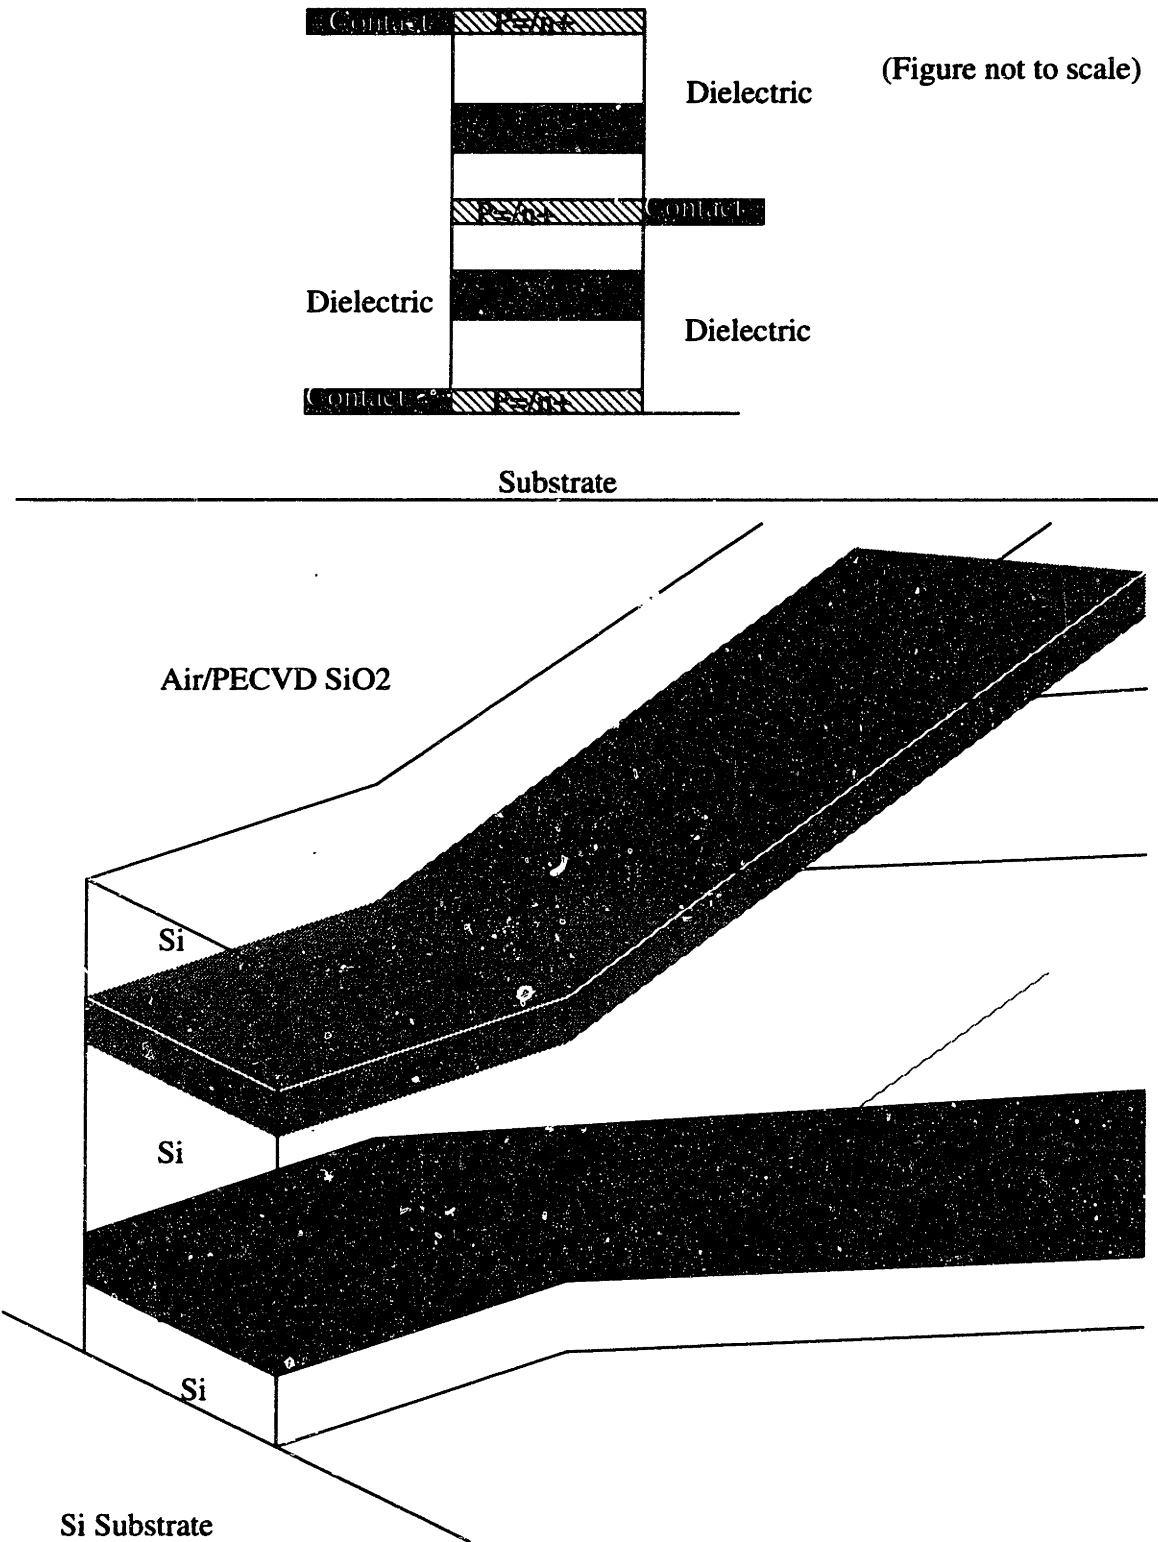 Contact P=/n+
(Figure not to scale)
Dielectric
P=/n+ Contact
Dielectric
Dielectric
Contact P=/n+
Substrate
Air/PECVD SiO2
Si
Si
Si
Si Substrate